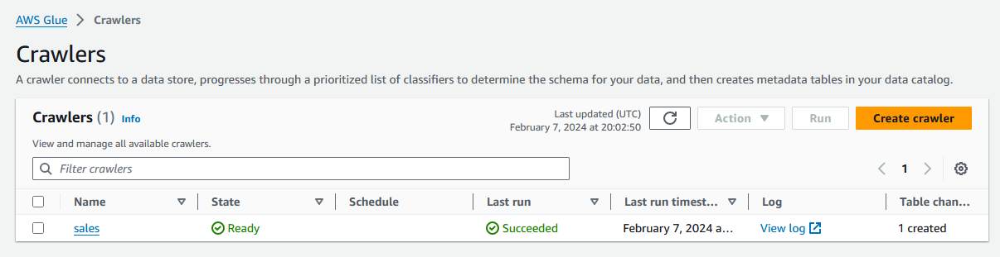 AWS Glue > Crawlers
Crawlers
A crawler connects to a data store, progresses through a prioritized list of classifiers to determine the schema for your data, and then creates metadata tables in your data catalog.
Crawlers (1) Info
Last updated (UTC)
February 7, 2024 at 20:02:50
Action
Run
Create crawler
View and manage all available crawlers.
Filter crawlers
1
Name State Schedule Last run Last run timest... Log Table chan...
sales Ready Succeeded February 7, 2024 a... View log 1 created